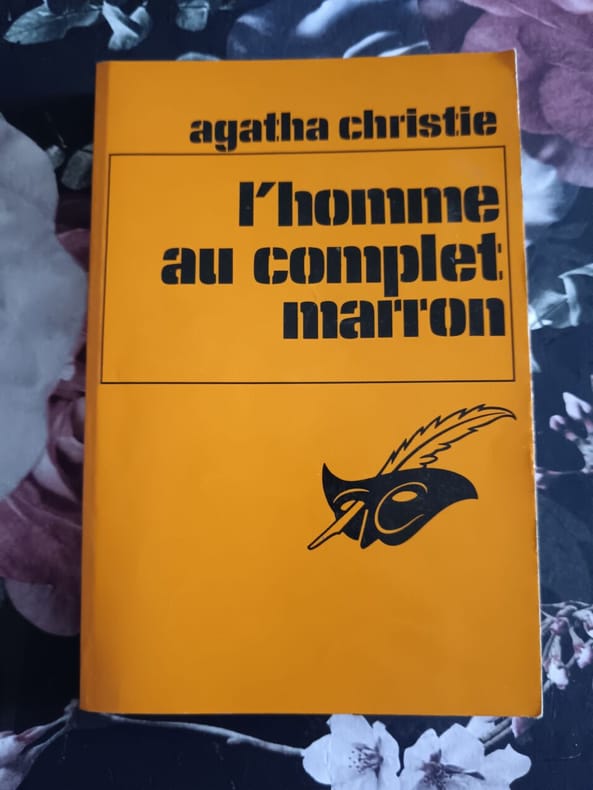 agatha christie
l'homme
au complet
marron